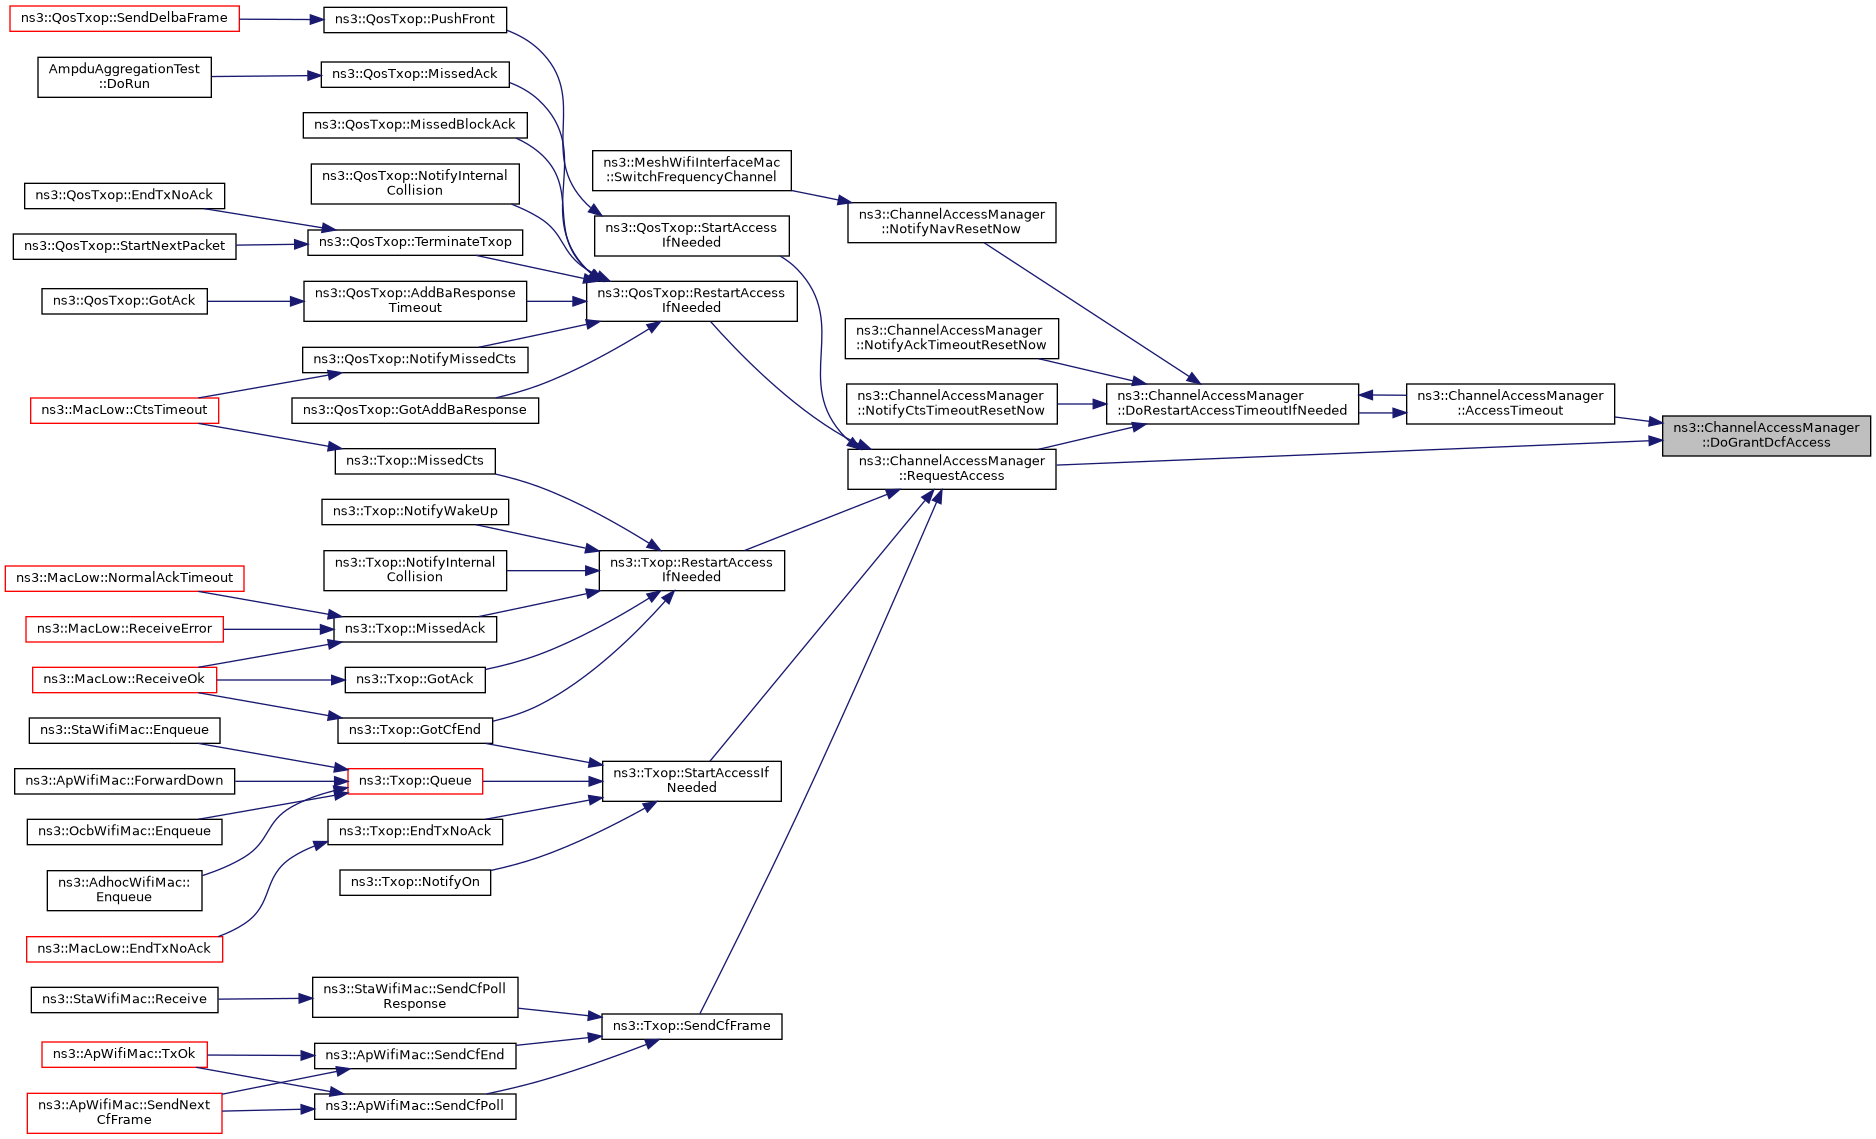 ns3::QosTxop::SendDelbaFrame
AmpduAggregationTest
::DoRun
ns3::QosTxop::EndTxNoAck
ns3::QosTxop::StartNextPacket
ns3::QosTxop::GotAck
ns3::MacLow::CtsTimeout
ns3::MacLow::NormalAckTimeout
ns3::MacLow::ReceiveError
ns3::MacLow::ReceiveOk
ns3::StaWifiMac::Enqueue
ns3::ApWifiMac::ForwardDown
ns3::OcbWifiMac::Enqueue
ns3::AdhocWifiMac::
Enqueue
ns3::MacLow::EndTxNoAck
ns3::StaWifiMac::Receive
ns3::ApWifiMac::TxOk
ns3::ApWifiMac::SendNext
CfFrame
ns3::QosTxop::PushFront
ns3::QosTxop::MissedAck
ns3::QosTxop::MissedBlockAck
ns3::QosTxop::NotifyInternal
Collision
ns3::QosTxop::TerminateTxop
ns3::QosTxop::AddBaResponse
Timeout
ns3::QosTxop::NotifyMissedCts
ns3::QosTxop::GotAddBaResponse
ns3::Txop::MissedCts
ns3::Txop::NotifyWakeUp
ns3::Txop::NotifyInternal
Collision
ns3::Txop::MissedAck
ns3::Txop::GotAck
ns3::Txop::GotCfEnd
ns3::Txop::Queue
ns3::Txop::EndTxNoAck
ns3::Txop::NotifyOn
ns3::StaWifiMac::SendCfPoll
Response
ns3::ApWifiMac::SendCfEnd
ns3::ApWifiMac::SendCfPoll
ns3::MeshWifiInterfaceMac
::SwitchFrequencyChannel
ns3::QosTxop::StartAccess
IfNeeded
ns3::QosTxop::RestartAccess
IfNeeded
ns3::Txop::RestartAccess
IfNeeded
ns3::Txop::StartAccessIf
Needed
ns3::Txop::SendCfFrame
ns3::ChannelAccessManager
::NotifyNavResetNow
ns3::ChannelAccessManager
::NotifyAckTimeoutResetNow
ns3::ChannelAccessManager
::NotifyCtsTimeoutResetNow
ns3::ChannelAccessManager
::RequestAccess
ns3::ChannelAccessManager
::DoRestartAccessTimeoutIfNeeded
ns3::ChannelAccessManager
::AccessTimeout
ns3::ChannelAccessManager
::DoGrantDcfAccess